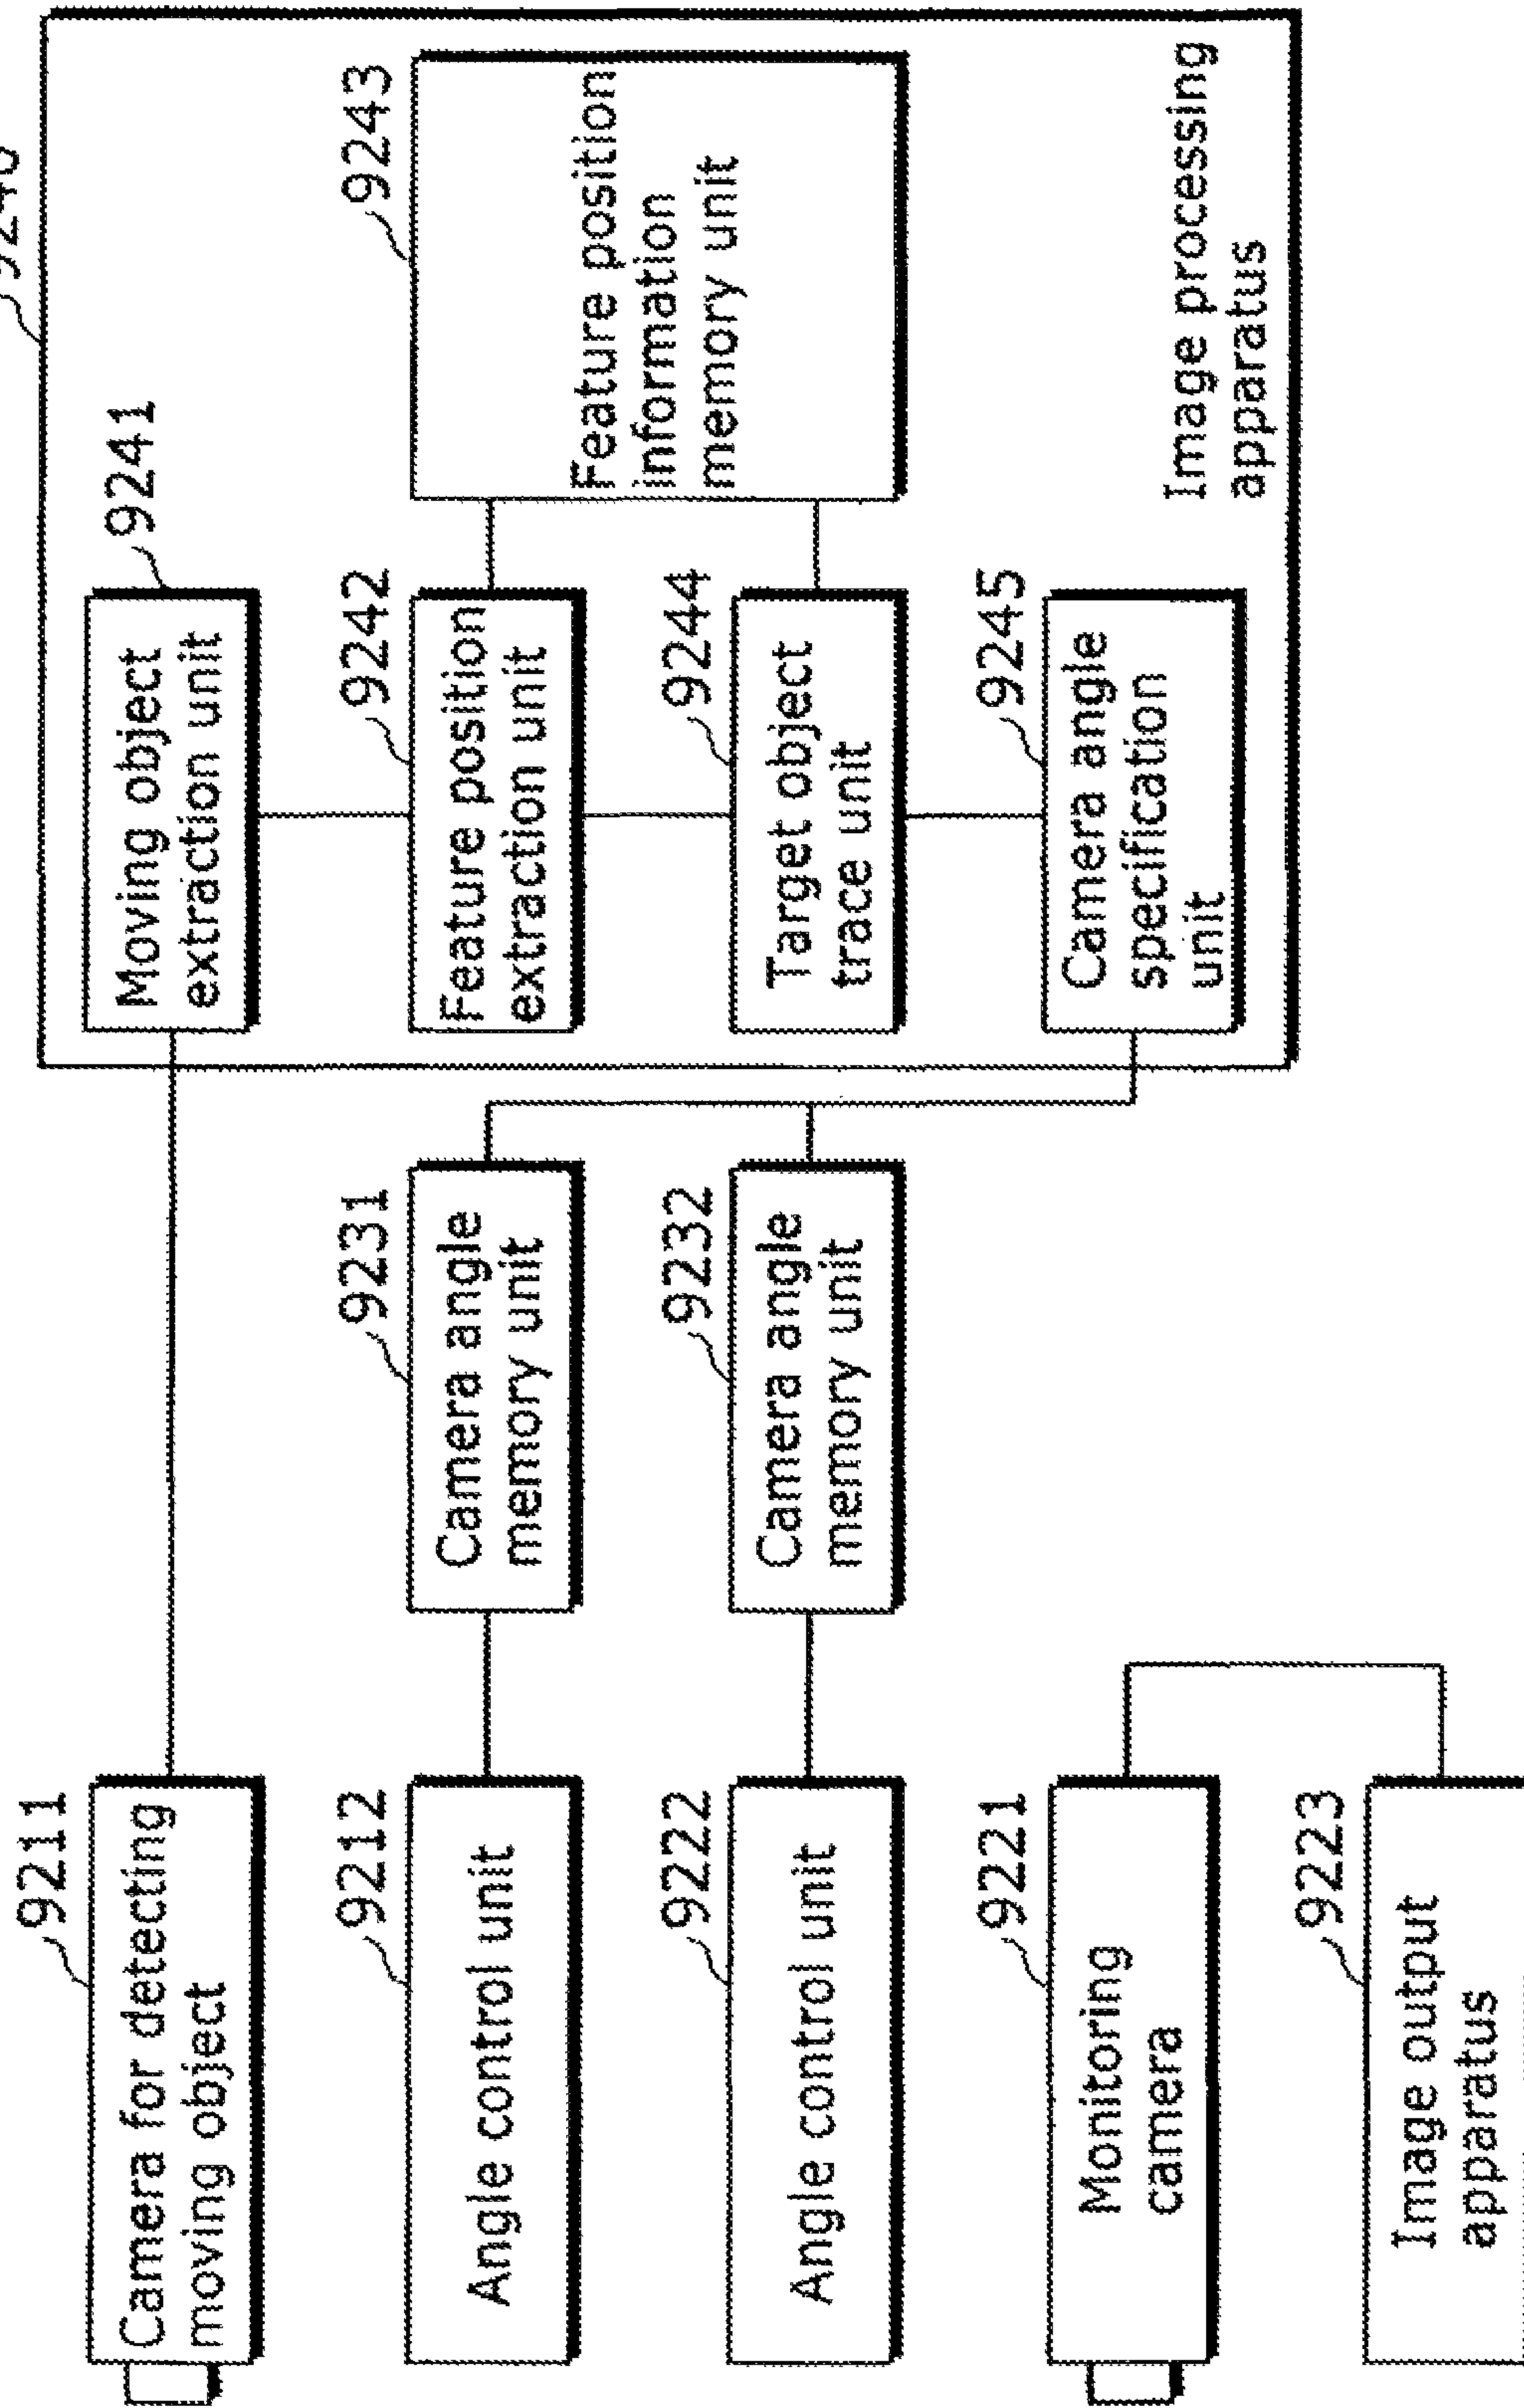 9211
Camera for detecting
moving object
9212
Angle control unit
9222
Angle control unit
9221
Monitoring
camera
9223
Image output
apparatus
9231
Camera angle
memory unit
9232
Camera angle
memory unit
9241
Moving object
extraction unit
9242
Feature position
extraction unit
9243
Feature position
information
memory unit
9244
Target object
trace unit
9245
Camera angle
specification
unit
Image processing
apparatus